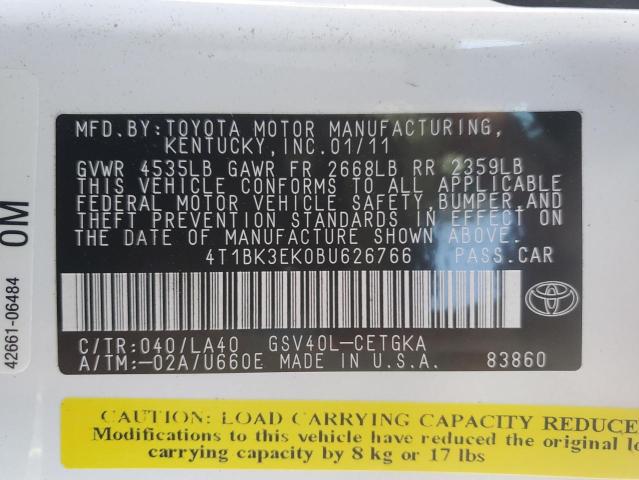 MFD.BY:TOYOTA MOTOR MANUFACTURING,
KENTUCKY, INC. 01/11
GVWR 4535LB GAWR FR 2668LB RR 2359LB
THIS VEHICLE CONFORMS TO ALL APPLICABLE
FEDERAL MOTOR VEHICLE SAFETY, BUMPER, AND
THEFT PREVENTION STANDARDS IN EFFECT ON
THE DATE OF MANUFACTURE SHOWN ABOVE.
4T1BK3EK0BU626766 PASS.CAR
C/TR:040/LA40 GSV40L-CETGKA
A/TM:-02A/U660E MADE IN U.S.A. 83860
42661-06484 0M
CAUTION: LOAD CARRYING CAPACITY REDUCE
Modifications to this vehicle have reduced the original lo
carrying capacity by 8 kg or 17 lbs